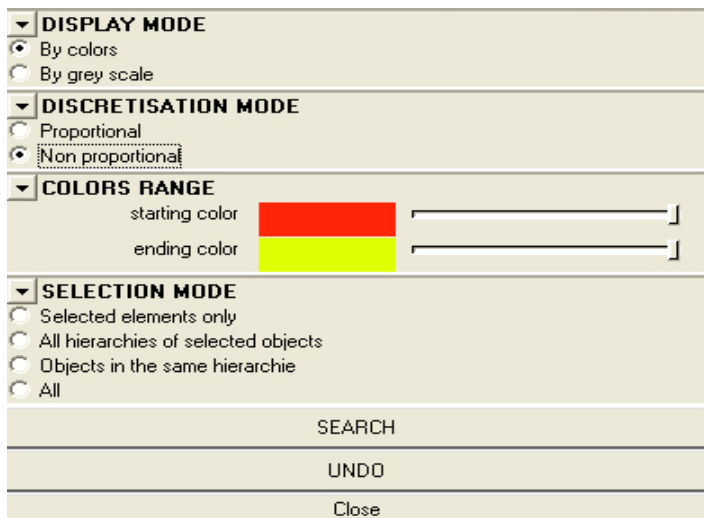 DISPLAY MODE
By colors
By grey scale
DISCRETISATION MODE
Proportional
Non proportional
COLORS RANGE
starting color
ending color
SELECTION MODE
Selected elements only
All hierarchies of selected objects
Objects in the same hierarchie
All
SEARCH
UNDO
Close